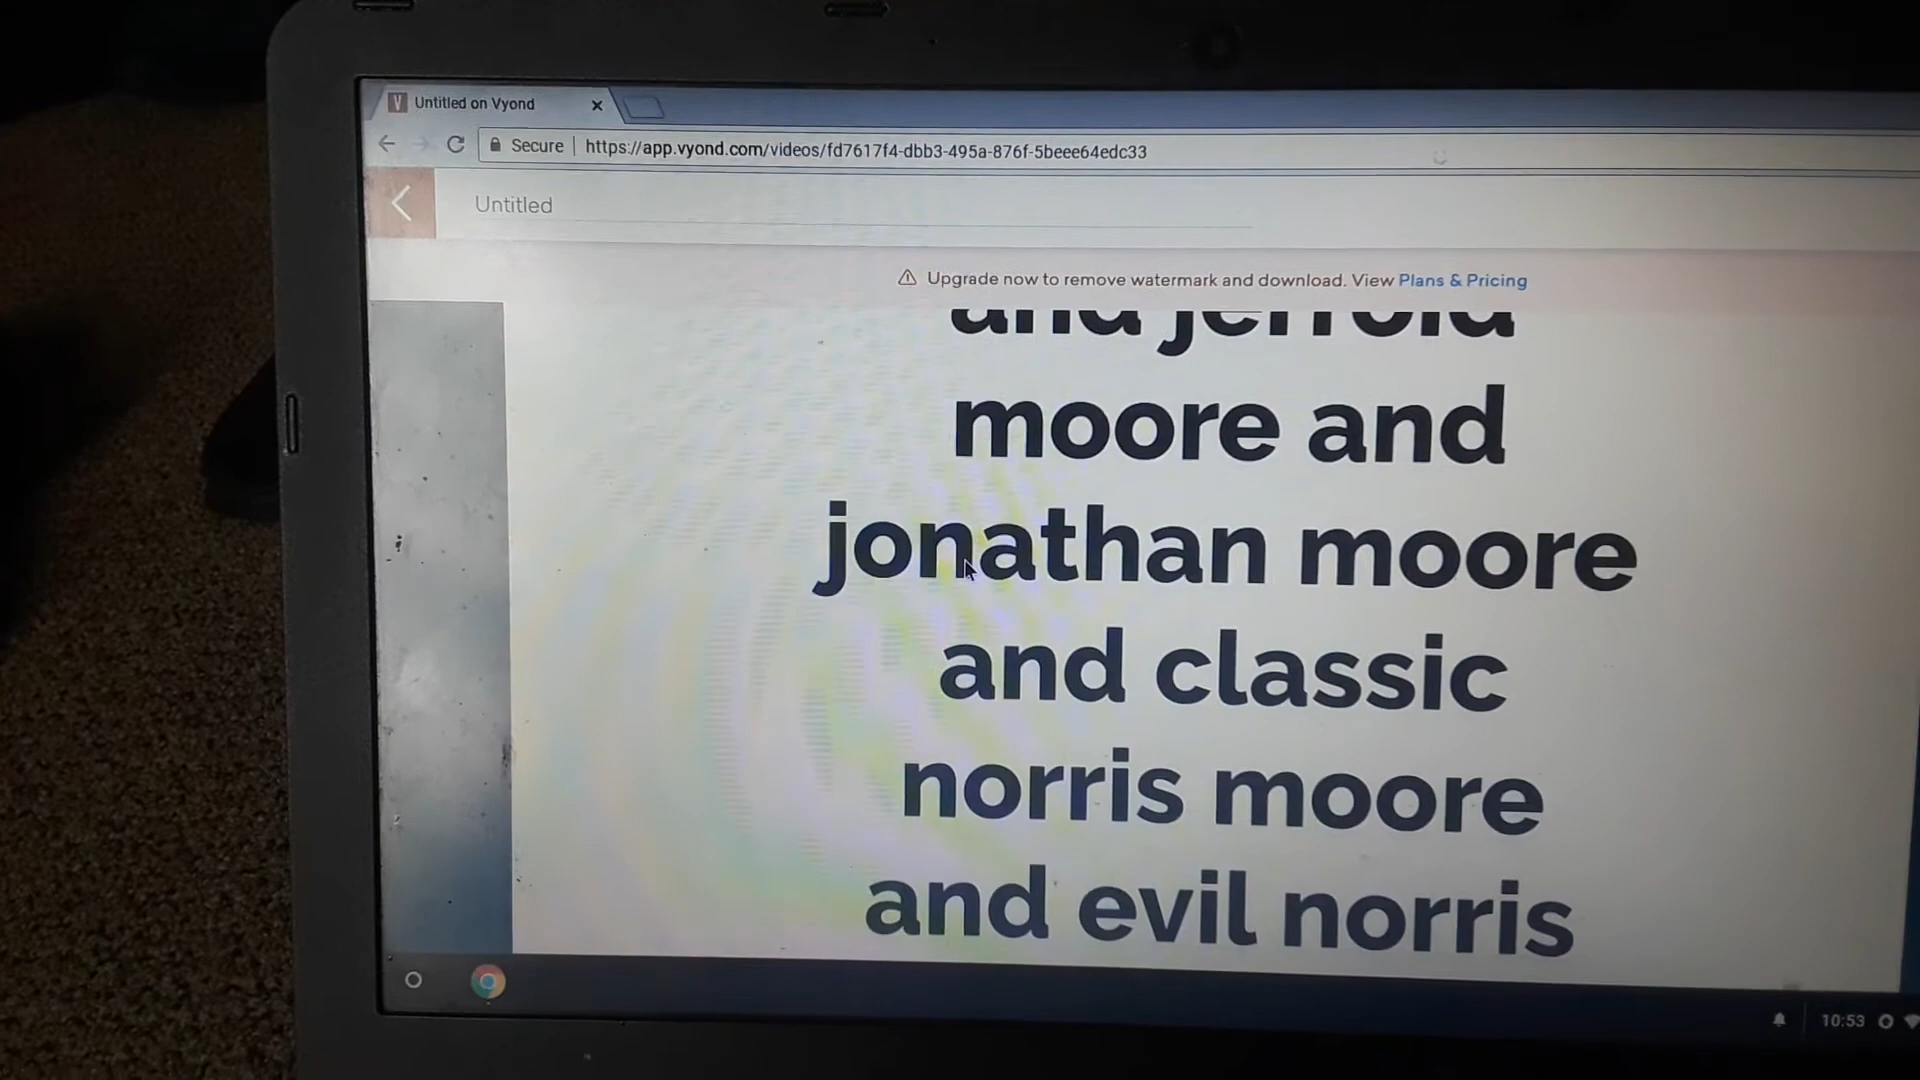 Untitled on Vyond
Secure | https://app.vyond.com/videos/fd7617f4-dbb3-495a-876f-5beee64edc33
Untitled
Upgrade now to remove watermark and download. View Plans & Pricing
and jerrold
moore and
jonathan moore
and classic
norris moore
and evil norris
10:53